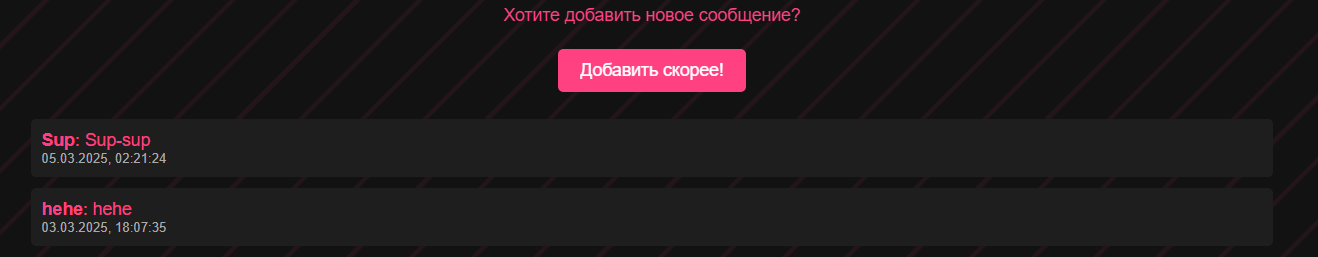 Хотите добавить новое сообщение?
Добавить скорее!
Sup: Sup-sup
05.03.2025, 02:21:24
hehe: hehe
03.03.2025, 18:07:35